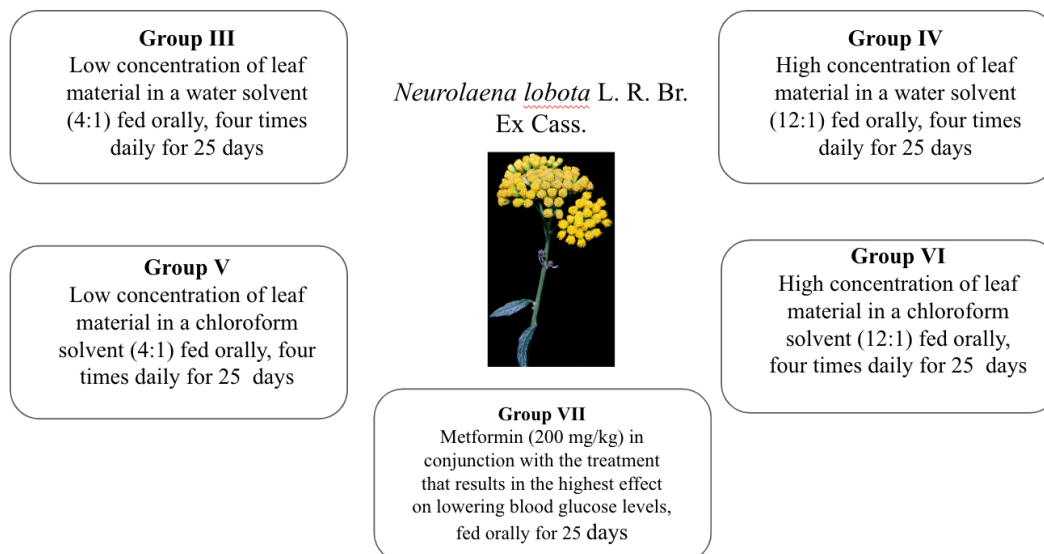 Group III
Low concentration of leaf
material in a water solvent
(4:1) fed orally, four times
daily for 25 days
Neurolaena lobota L. R. Br.
Ex Cass.
Group IV
High concentration of leaf
material in a water solvent
(12:1) fed orally, four times
daily for 25 days
Group V
Low concentration of leaf
material in a chloroform
solvent (4:1) fed orally, four
times daily for 25 days
Group VI
High concentration of leaf
material in a chloroform
solvent (12:1) fed orally,
four times daily for 25 days
Group VII
Metformin (200 mg/kg) in
conjunction with the treatment
that results in the highest effect
on lowering blood glucose levels,
fed orally for 25 days